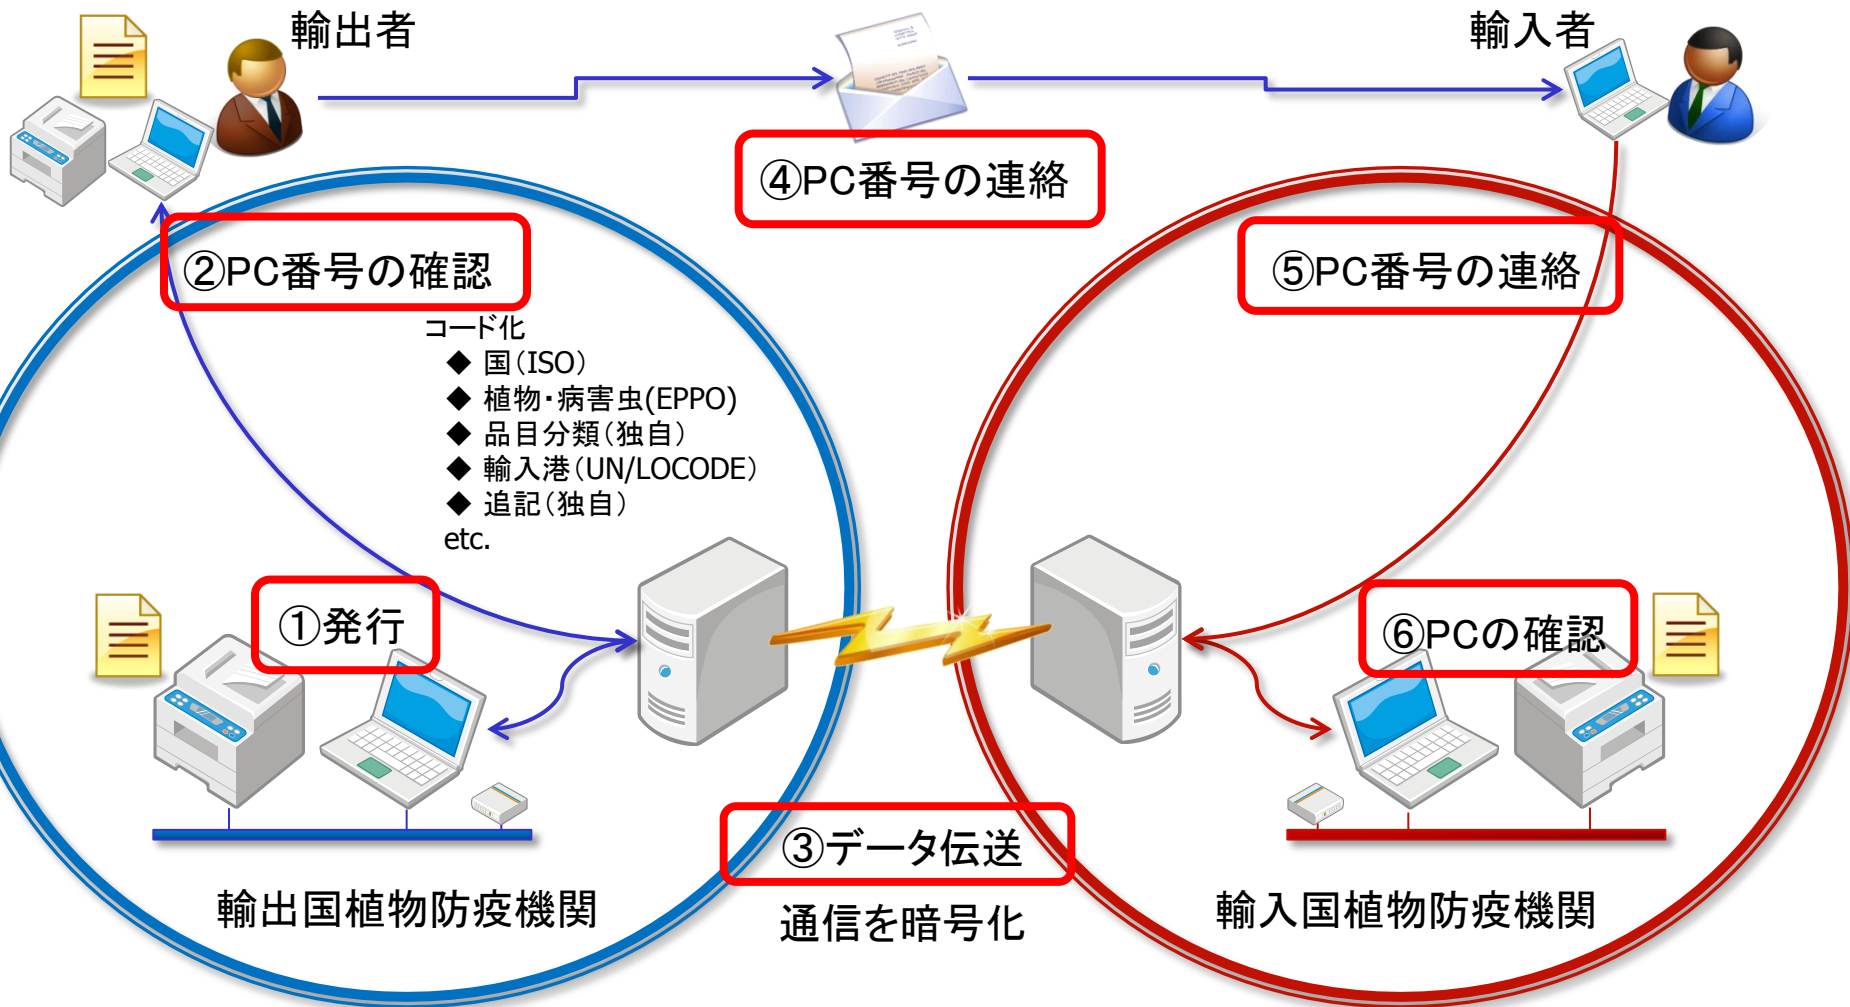 輸出者
輸入者
④PC番号の連絡
②PC番号の確認
⑤PC番号の連絡
コード化
◆ 国(ISO)
◆ 植物・病害虫(EPPO)
◆ 品目分類(独自)
◆ 輸入港(UN/LOCODE)
◆ 追記(独自)
etc.
①発行
⑥PCの確認
③データ伝送
輸出国植物防疫機関
通信を暗号化
輸入国植物防疫機関